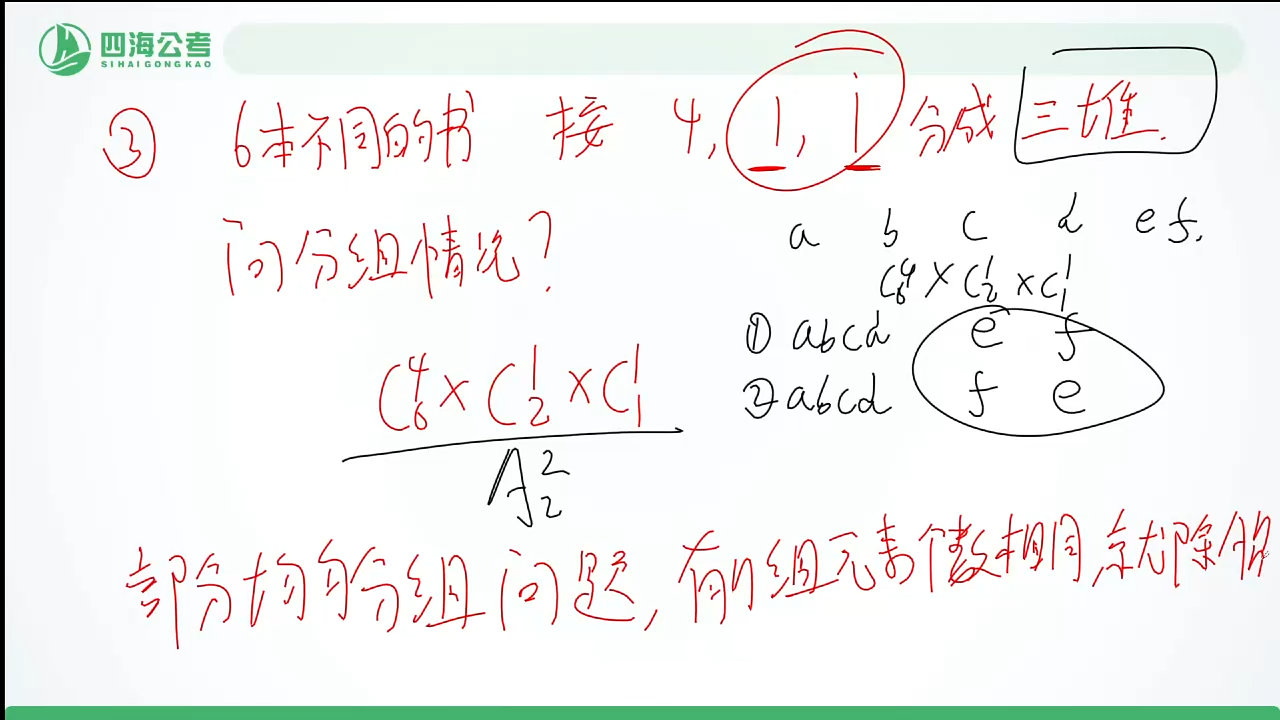 四海公考
SIHAIGONGKAO
③ 6本不同的书 按 4, 1, 1 分成 三堆.
问分组情况?
a b c d e f.
C₆⁴ × C₂¹ × C₁¹
① abcd e f
② abcd f e
C₆⁴ × C₂¹ × C₁¹
A₂²
部分均匀分组问题, 有n组元素个数相同, 就除